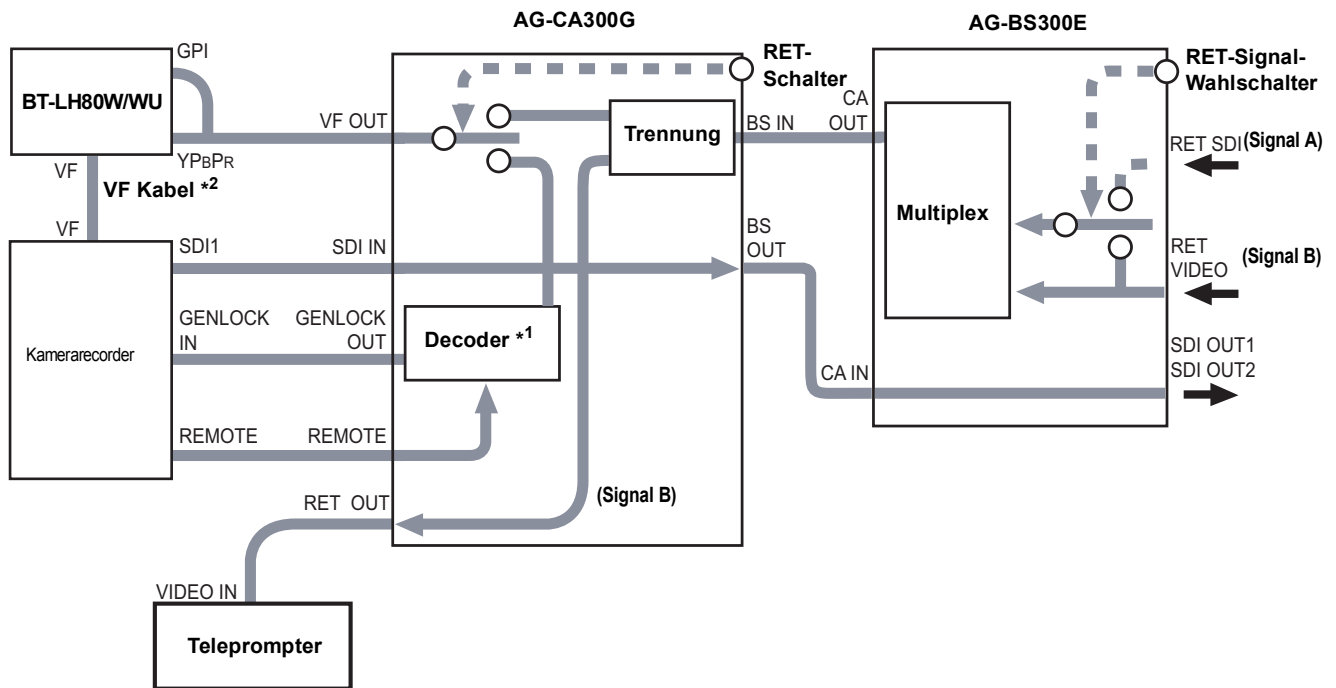 AG-CA300G
AG-BS300E
GPI
BT-LH80W/WU
VF OUT
YPBPR
VF
VF Kabel *2
VF
RET-
Schalter
Trennung
BS IN
CA
OUT
RET-Signal-
Wahlschalter
RET SDI (Signal A)
Multiplex
RET
VIDEO
(Signal B)
SDI1
SDI IN
BS
OUT
GENLOCK
IN
GENLOCK
OUT
Decoder *1
Kamerarecorder
CA IN
SDI OUT1
SDI OUT2
REMOTE
REMOTE
RET OUT
(Signal B)
VIDEO IN
Teleprompter